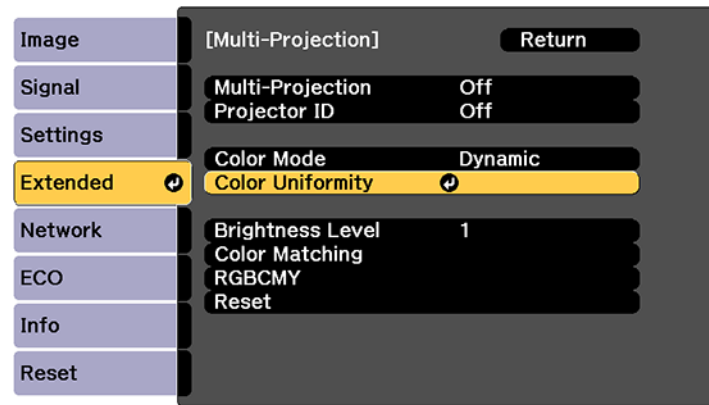 Image
Signal
Settings
Extended
Network
ECO
Info
Reset
[Multi-Projection] Return
Multi-Projection Off
Projector ID Off
Color Mode Dynamic
Color Uniformity
Brightness Level 1
Color Matching
RGBCMY
Reset